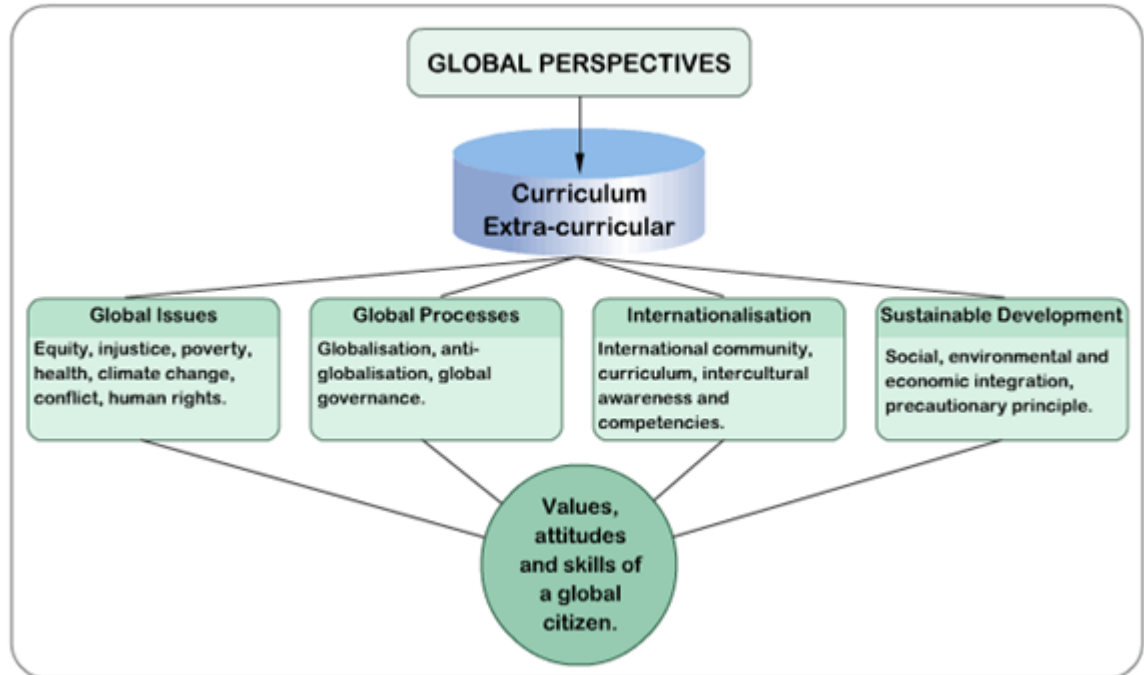 GLOBAL PERSPECTIVES
Curriculum
Extra-curricular
Global Issues
Equity, injustice, poverty,
health, climate change,
conflict, human rights.
Global Processes
Globalisation, anti-
globalisation, global
governance.
Internationalisation
International community,
curriculum, intercultural
awareness and
competencies.
Sustainable Development
Social, environmental and
economic integration,
precautionary principle.
Values,
attitudes
and skills of
a global
citizen.